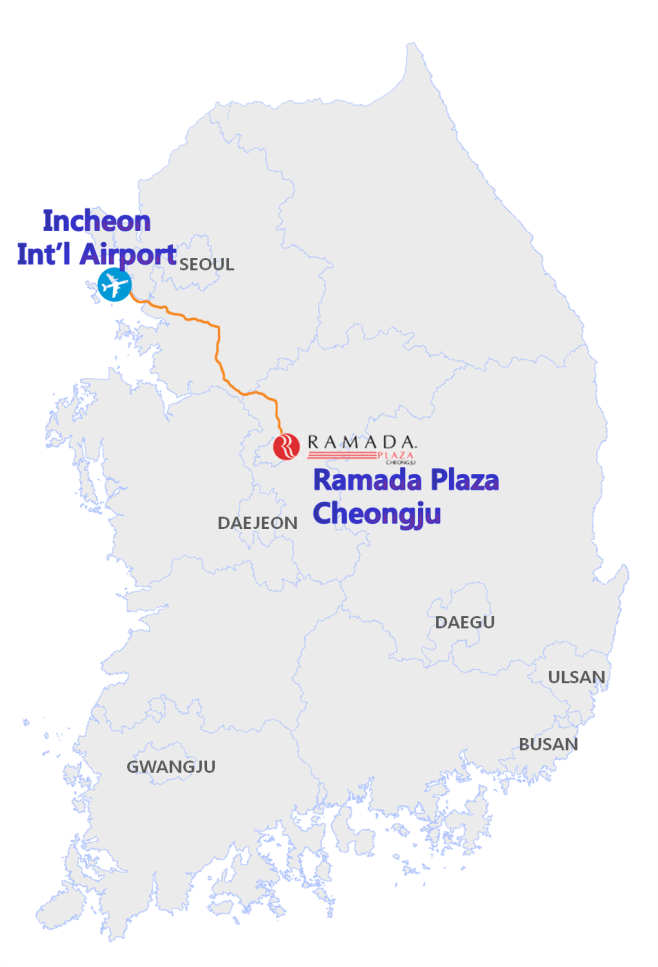 Incheon
Int'l Airport
SEOUL
RAMADA.
PLAZA
CHEONGJU
Ramada Plaza
Cheongju
DAEJEON
DAEGU
ULSAN
BUSAN
GWANGJU